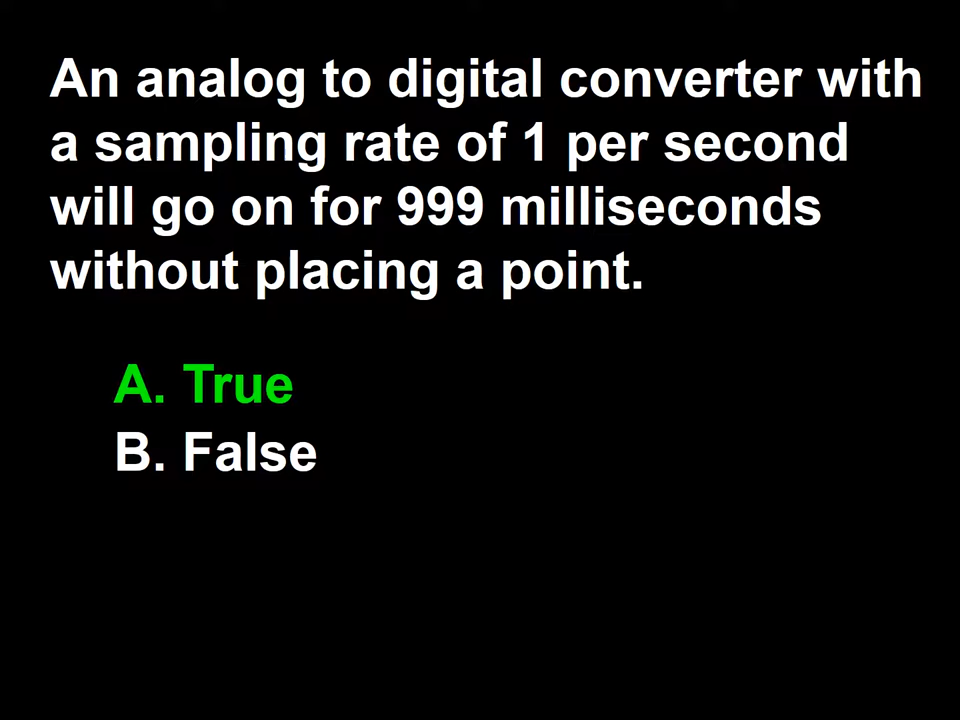 An analog to digital converter with
a sampling rate of 1 per second
will go on for 999 milliseconds
without placing a point.
A. True
B. False